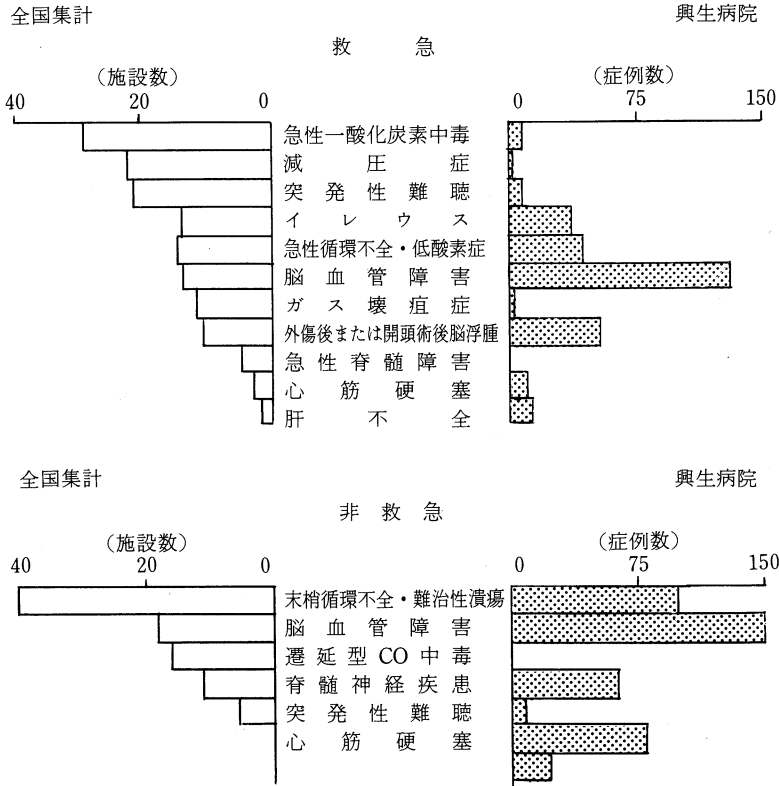 全国集計 興生病院
救急
(施設数) (症例数)
40 20 0 0 75 150
急性一酸化炭素中毒
減圧症
突発性難聴
イレウス
急性循環不全・低酸素症
脳血管障害
ガス壊疽症
外傷後または開頭術後脳浮腫
急性脊髄障害
心筋硬塞
肝不全
全国集計 興生病院
非救急
(施設数) (症例数)
40 20 0 0 75 150
末梢循環不全・難治性潰瘍
脳血管障害
遷延型CO中毒
脊髄神経疾患
突発性難聴
心筋硬塞